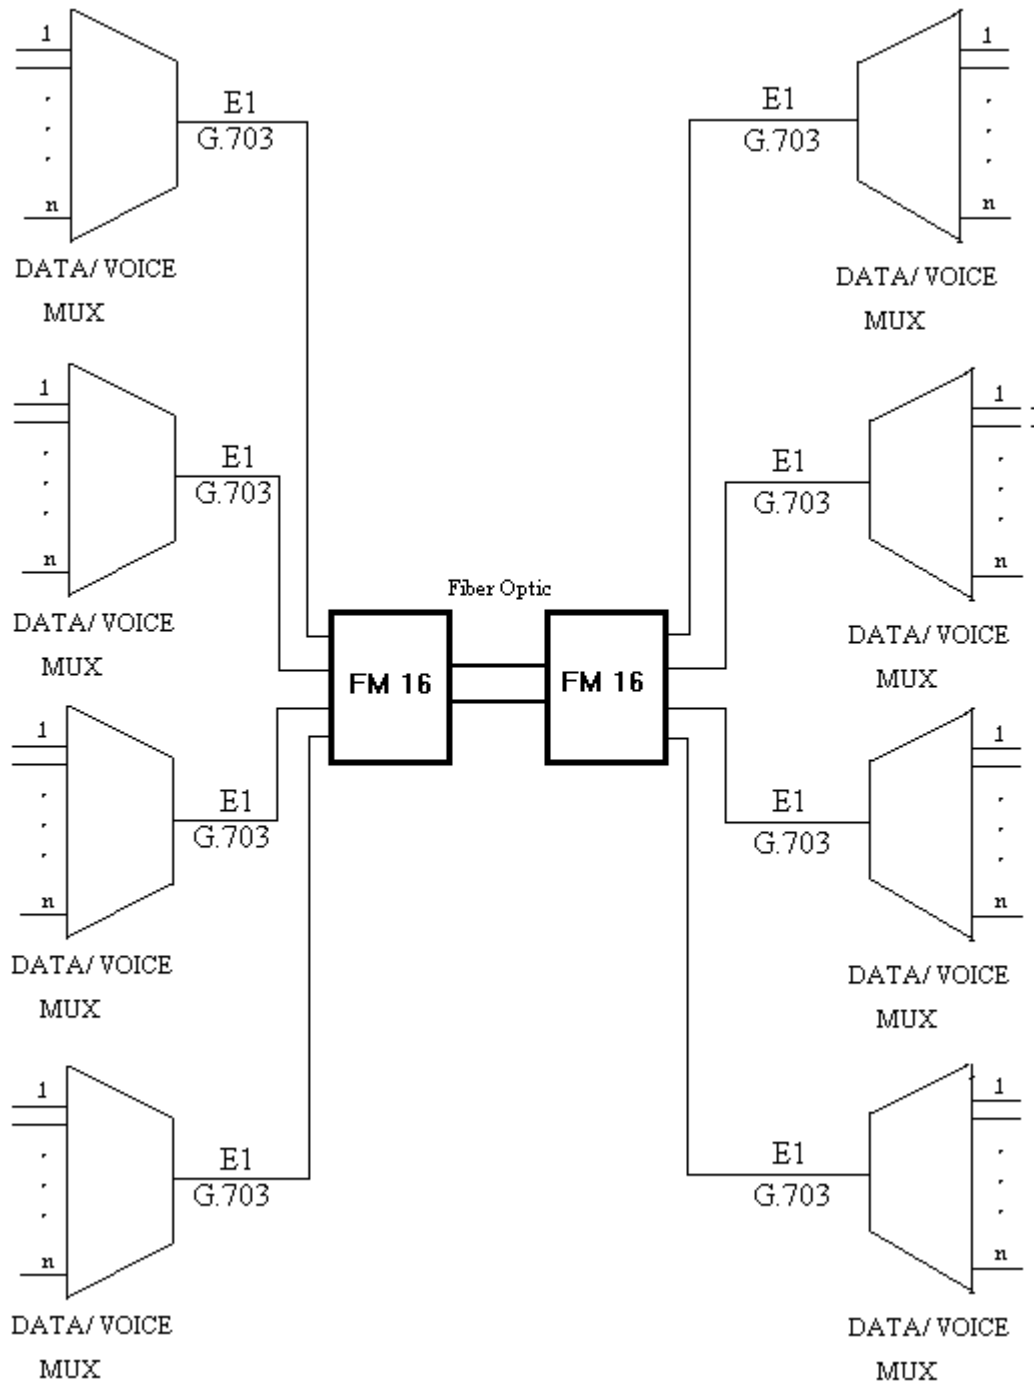 1
E1
G.703
n
DATA/ VOICE
MUX
1
E1
G.703
n
DATA/ VOICE
MUX
1
E1
G.703
n
DATA/ VOICE
MUX
1
E1
G.703
n
DATA/ VOICE
MUX
Fiber Optic
FM 16
FM 16
1
E1
G.703
n
DATA/ VOICE
MUX
1
E1
G.703
n
DATA/ VOICE
MUX
1
E1
G.703
n
DATA/ VOICE
MUX
1
E1
G.703
n
DATA/ VOICE
MUX